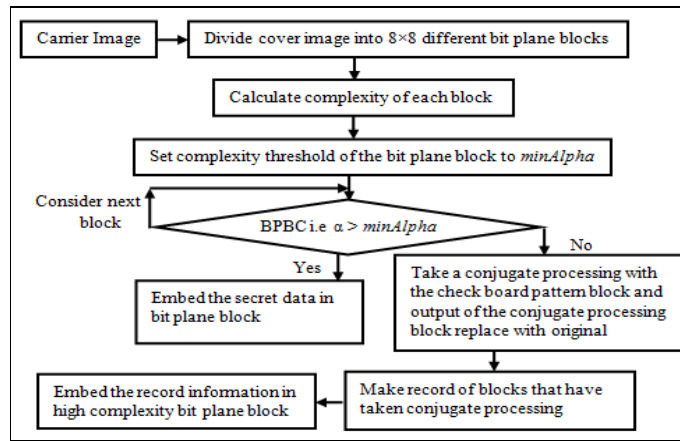 Carrier Image
Divide cover image into 8×8 different bit plane blocks
Calculate complexity of each block
Set complexity threshold of the bit plane block to minAlpha
Consider next
block
BPBC i.e α > minAlpha
No
Yes
Embed the secret data in
bit plane block
Take a conjugate processing with
the check board pattern block and
output of the conjugate processing
block replace with original
Embed the record information in
high complexity bit plane block
Make record of blocks that have
taken conjugate processing